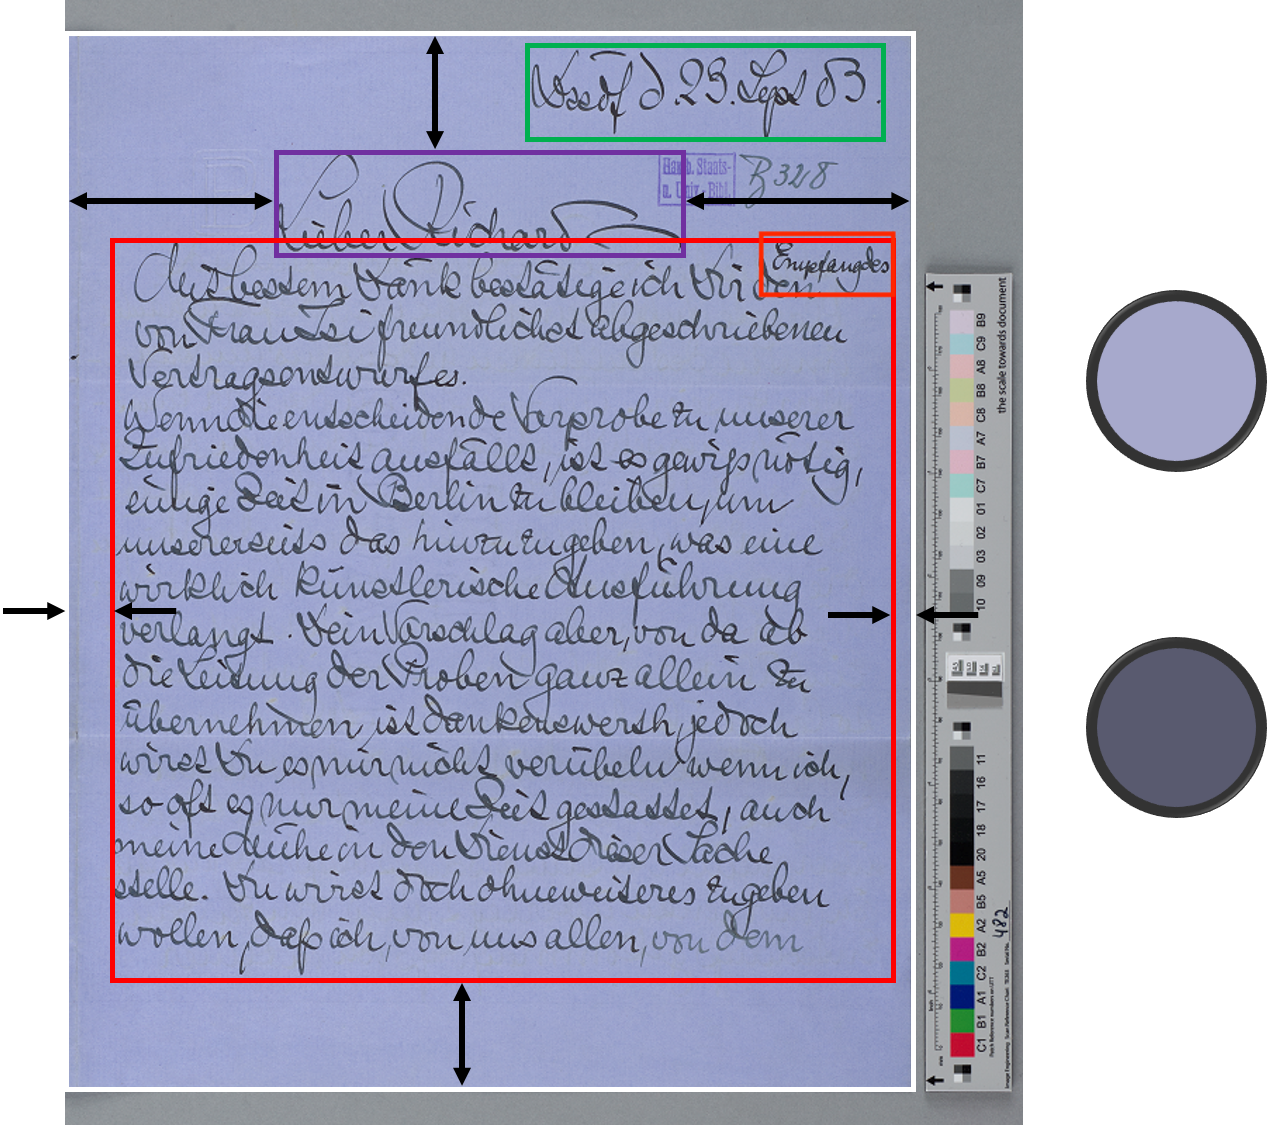 Dssdf d. 23. Sept 83.
Hamb. Staats-
u. Univ.-Bibl.
B 328
Lieber Richard
Empfang des
Mit bestem Dank bestätige ich Dir den
von Frau Isi freundlichst abgeschriebenen
Vertragsentwurfes.
Wenn die entscheidende Vorprobe zu unserer
Zufriedenheit ausfällt, ist es gewiß nötig,
einige Zeit in Berlin zu bleiben, um
unsererseits das hinzuzugeben, was eine
wirklich künstlerische Ausführung
verlangt. Dein Vorschlag aber, von da ab
die Leitung der Proben ganz allein zu
übernehmen, ist dankenswerth, jedoch
wirst Du es mir nicht verübeln wenn ich,
so oft es nur meine Zeit gestattet, auch
meine Mühe in den Dienst dieser Sache
stelle. Du wirst doch ohneweiteres zugeben
wollen, daß ich, von uns allen, von dem
the scale towards document
B9
C9
A8
B8
C8
A7
B7
C7
01
02
03
09
10
11
16
17
18
20
A5
B5
A2
B2
C2
A1
B1
C1
482
mm
inch